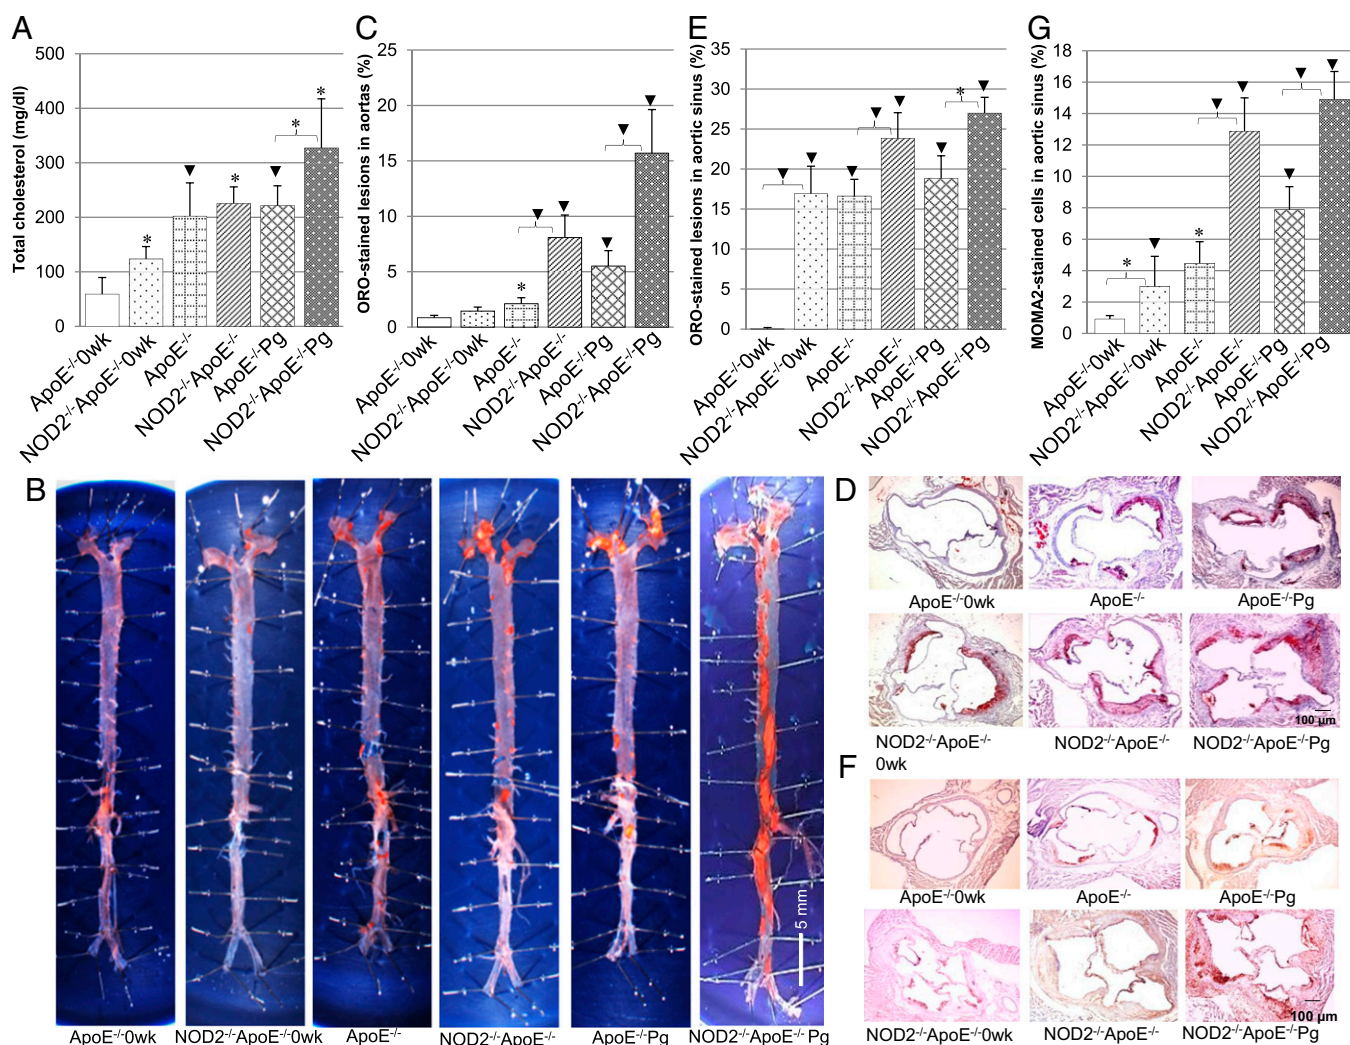 A
Total cholesterol (mg/dl)
500
400
300
200
100
0
*
*
*
*
ApoE-/-0wk
NOD2-/-ApoE-/-0wk
ApoE-/-
NOD2-/-ApoE-/-
ApoE-/-Pg
NOD2-/-ApoE-/-Pg
C
ORO-stained lesions in aortas (%)
25
20
15
10
5
0
*
ApoE-/-0wk
NOD2-/-ApoE-/-0wk
ApoE-/-
NOD2-/-ApoE-/-
ApoE-/-Pg
NOD2-/-ApoE-/-Pg
E
ORO-stained lesions in aortic sinus (%)
35
30
25
20
15
10
5
0
*
ApoE-/-0wk
NOD2-/-ApoE-/-0wk
ApoE-/-
NOD2-/-ApoE-/-
ApoE-/-Pg
NOD2-/-ApoE-/-Pg
G
MOMA2-stained cells in aortic sinus (%)
18
16
14
12
10
8
6
4
2
0
*
*
ApoE-/-0wk
NOD2-/-ApoE-/-0wk
ApoE-/-
NOD2-/-ApoE-/-
ApoE-/-Pg
NOD2-/-ApoE-/-Pg
B
5 mm
ApoE-/-0wk
NOD2-/-ApoE-/-0wk
ApoE-/-
NOD2-/-ApoE-/-
ApoE-/-Pg
NOD2-/-ApoE-/-Pg
D
ApoE-/-0wk
ApoE-/-
ApoE-/-Pg
100 µm
NOD2-/-ApoE-/-
0wk
NOD2-/-ApoE-/-
NOD2-/-ApoE-/-Pg
F
ApoE-/-0wk
ApoE-/-
ApoE-/-Pg
100 µm
NOD2-/-ApoE-/-0wk
NOD2-/-ApoE-/-
NOD2-/-ApoE-/-Pg